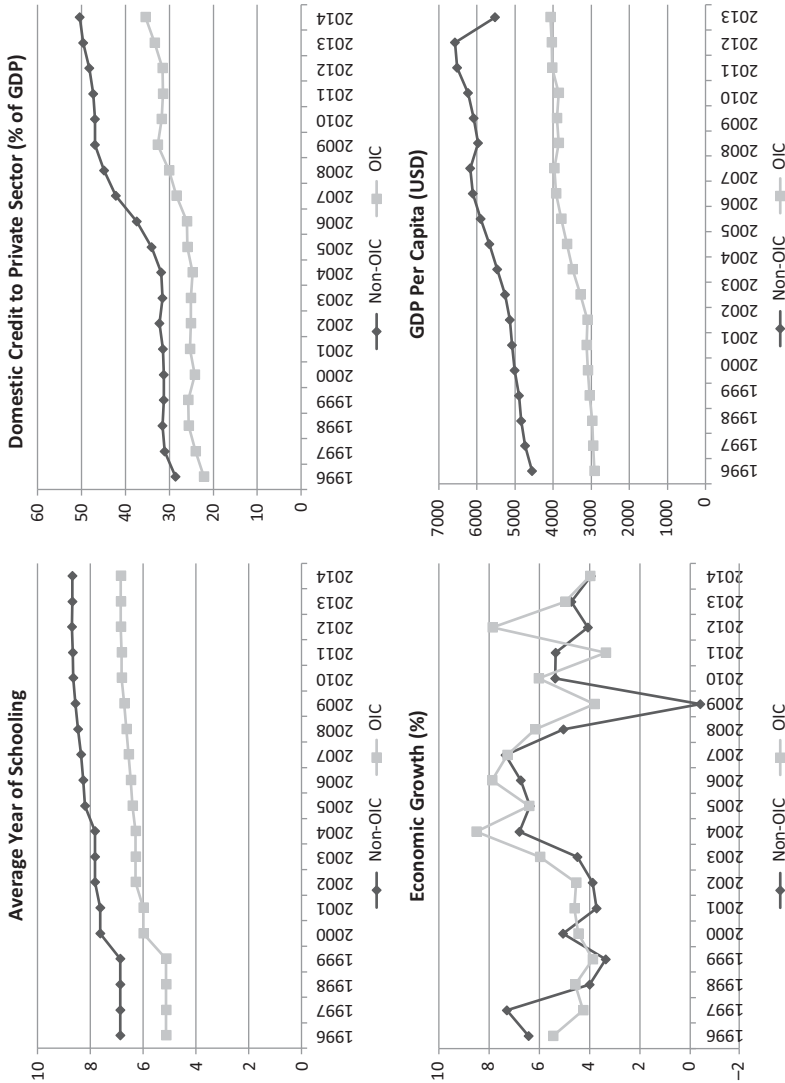 Average Year of Schooling
10
8
6
4
2
0
1996 1997 1998 1999 2000 2001 2002 2003 2004 2005 2006 2007 2008 2009 2010 2011 2012 2013 2014
Non-OIC OIC
Domestic Credit to Private Sector (% of GDP)
60
50
40
30
20
10
0
1996 1997 1998 1999 2000 2001 2002 2003 2004 2005 2006 2007 2008 2009 2010 2011 2012 2013 2014
Non-OIC OIC
Economic Growth (%)
10
8
6
4
2
0
−2
1996 1997 1998 1999 2000 2001 2002 2003 2004 2005 2006 2007 2008 2009 2010 2011 2012 2013 2014
Non-OIC OIC
GDP Per Capita (USD)
7000
6000
5000
4000
3000
2000
1000
0
1996 1997 1998 1999 2000 2001 2002 2003 2004 2005 2006 2007 2008 2009 2010 2011 2012 2013
Non-OIC OIC